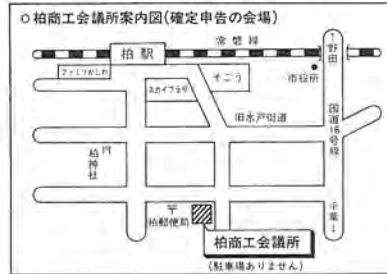 ○柏商工会議所案内図(確定申告の会場)
常磐線
柏駅
↑野田
ファミリかしわ
スカイプラザ
そごう
市役所
旧水戸街道
国道16号線
柏神社
〒
柏郵便局
千葉↓
柏商工会議所
(駐車場ありません)